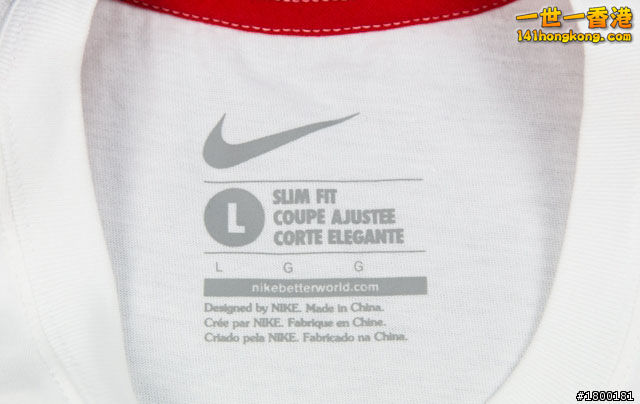 一世一香港
141hongkong.com
L
SLIM FIT
COUPE AJUSTEE
CORTE ELEGANTE
L G G
nikebetterworld.com
Designed by NIKE. Made in China.
Crée par NIKE. Fabrique en Chine.
Criado pela NIKE. Fabricado na China.
#1800181